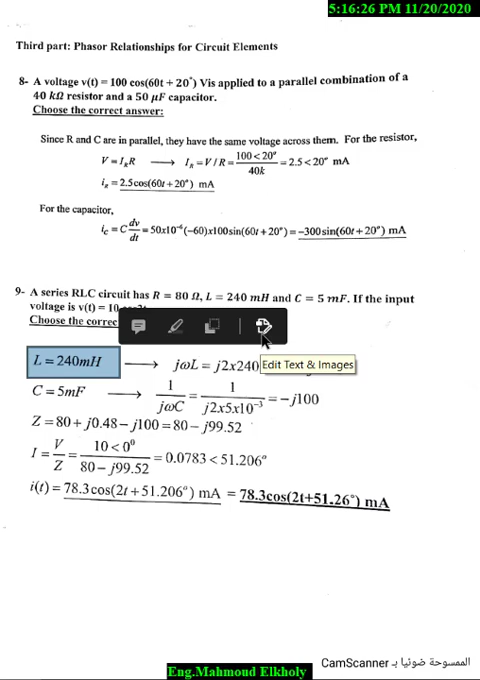 5:16:26 PM 11/20/2020
Third part: Phasor Relationships for Circuit Elements
8- A voltage v(t) = 100 cos(60t + 20°) Vis applied to a parallel combination of a
40 kΩ resistor and a 50 μF capacitor.
Choose the correct answer:
Since R and C are in parallel, they have the same voltage across them. For the resistor,
V = I_R R ⟶ I_R = V / R = 100 < 20° / 40k = 2.5 < 20° mA
i_R = 2.5cos(60t + 20°) mA
For the capacitor,
i_C = C dv/dt = 50x10⁻⁶(−60)x100sin(60t + 20°) = −300sin(60t + 20°) mA
9- A series RLC circuit has R = 80 Ω, L = 240 mH and C = 5 mF. If the input
voltage is v(t) = 10
Choose the correc
Edit Text & Images
L = 240mH ⟶ jωL = j2x240
C = 5mF ⟶ 1/jωC = 1/j2x5x10⁻³ = −j100
Z = 80 + j0.48 − j100 = 80 − j99.52
I = V/Z = 10 < 0°/80 − j99.52 = 0.0783 < 51.206°
i(t) = 78.3cos(2t + 51.206°) mA = 78.3cos(2t+51.26°) mA
الممسوحة ضوئيا بـ CamScanner
Eng.Mahmoud Elkholy